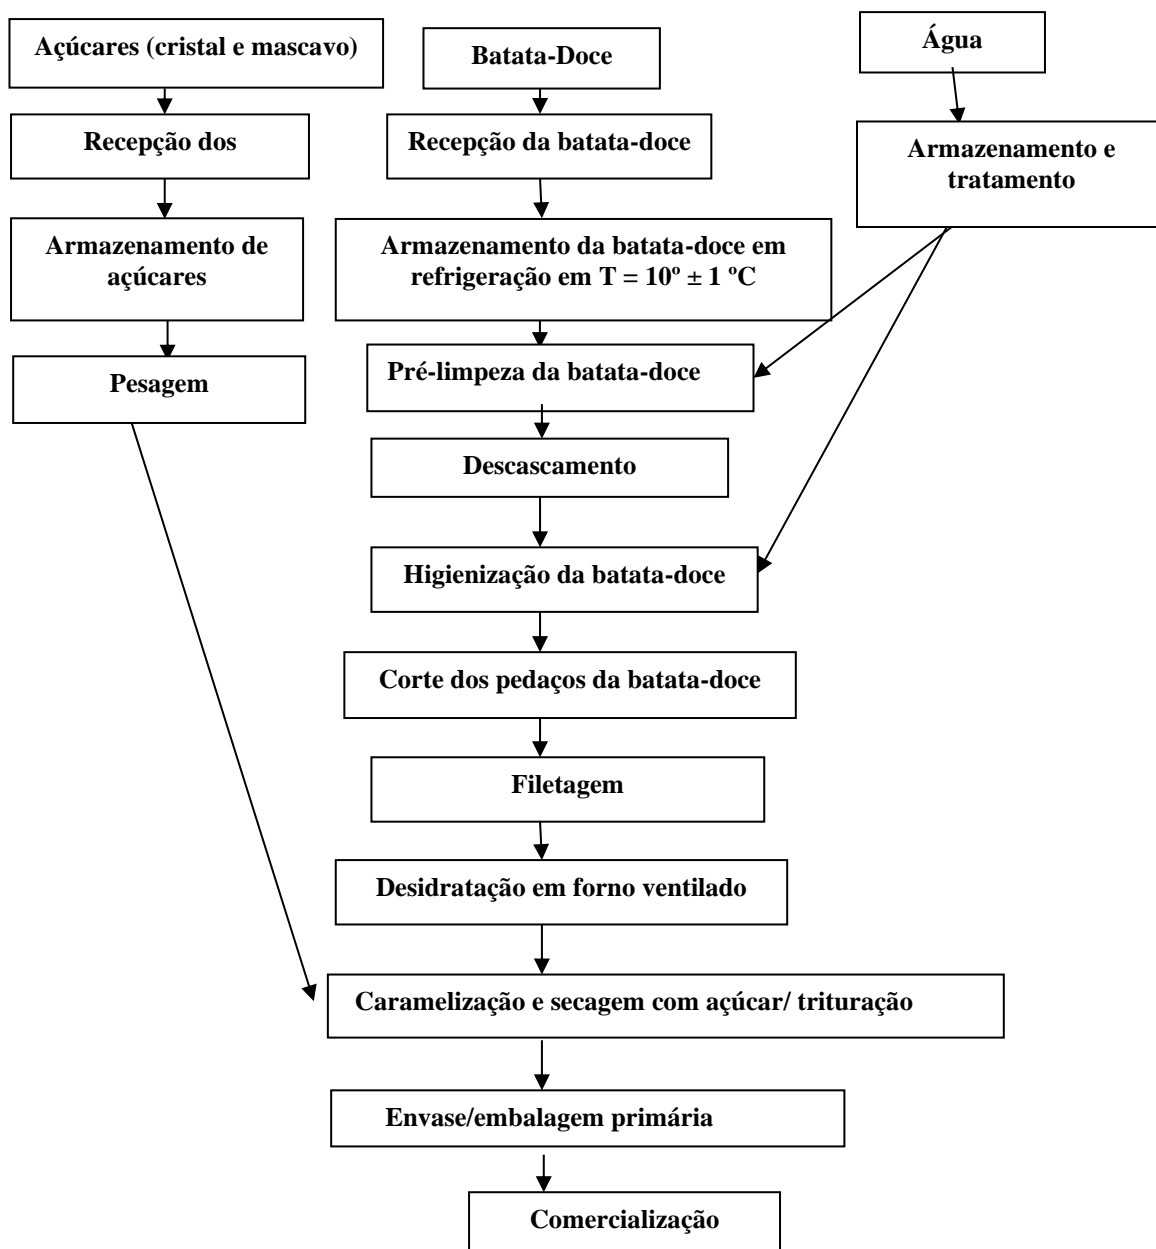 Açúcares (cristal e mascavo)
Batata-Doce
Água
Recepção dos
Recepção da batata-doce
Armazenamento e
tratamento
Armazenamento de
açúcares
Armazenamento da batata-doce em
refrigeração em T = 10º ± 1 ºC
Pesagem
Pré-limpeza da batata-doce
Descascamento
Higienização da batata-doce
Corte dos pedaços da batata-doce
Filetagem
Desidratação em forno ventilado
Caramelização e secagem com açúcar/ trituração
Envase/embalagem primária
Comercialização